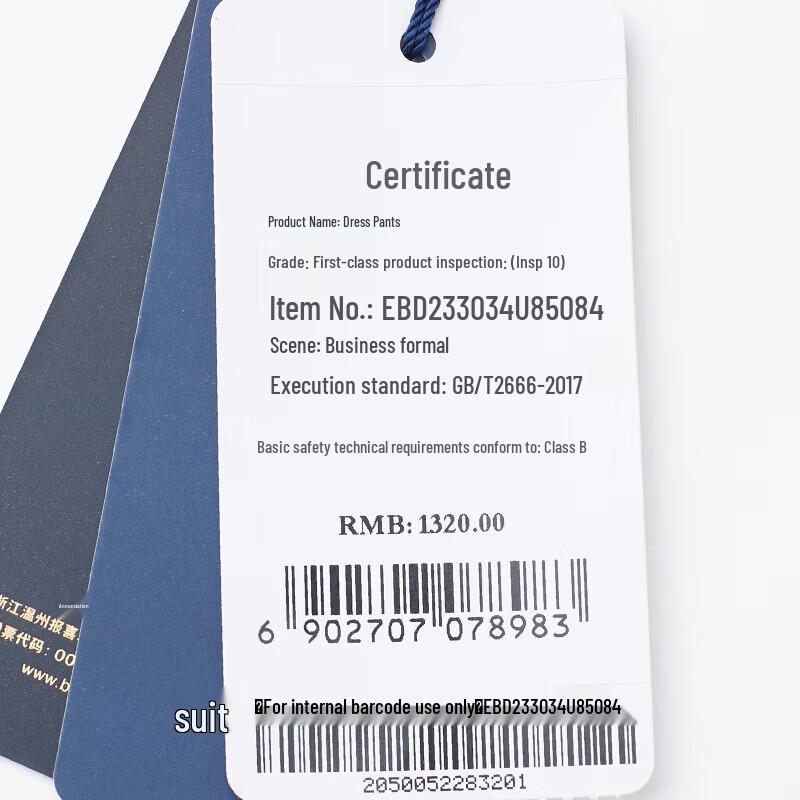 Certificate
Product Name: Dress Pants
Grade: First-class product inspection: (Insp 10)
Item No.: EBD233034U85084
Scene: Business formal
Execution standard: GB/T2666-2017
Basic safety technical requirements conform to: Class B
RMB: 1320.00
6 902707 078983
For internal barcode use only EBD233034U85084
2050052283201
suit
Annundation
浙江温州报喜
票代码: 00
www.b